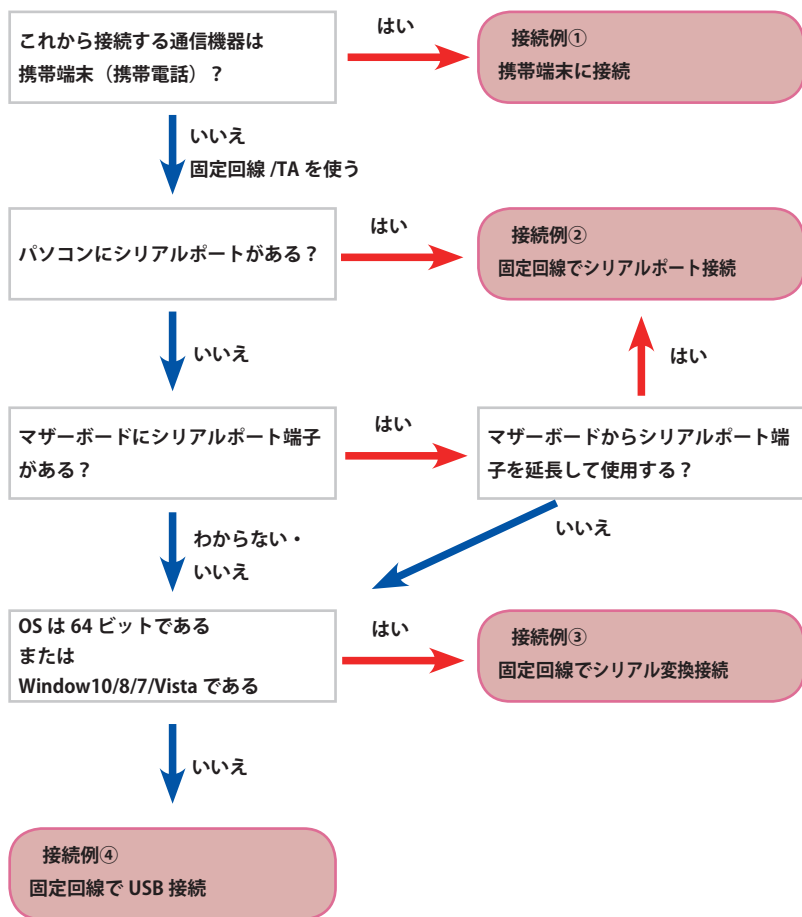 これから接続する通信機器は
携帯端末（携帯電話）？
はい
接続例①
携帯端末に接続
いいえ
固定回線 /TA を使う
パソコンにシリアルポートがある？
はい
接続例②
固定回線でシリアルポート接続
いいえ
はい
マザーボードにシリアルポート端子
がある？
はい
マザーボードからシリアルポート端
子を延長して使用する？
わからない・
いいえ
いいえ
OS は 64 ビットである
または
Window10/8/7/Vista である
はい
接続例③
固定回線でシリアル変換接続
いいえ
接続例④
固定回線で USB 接続